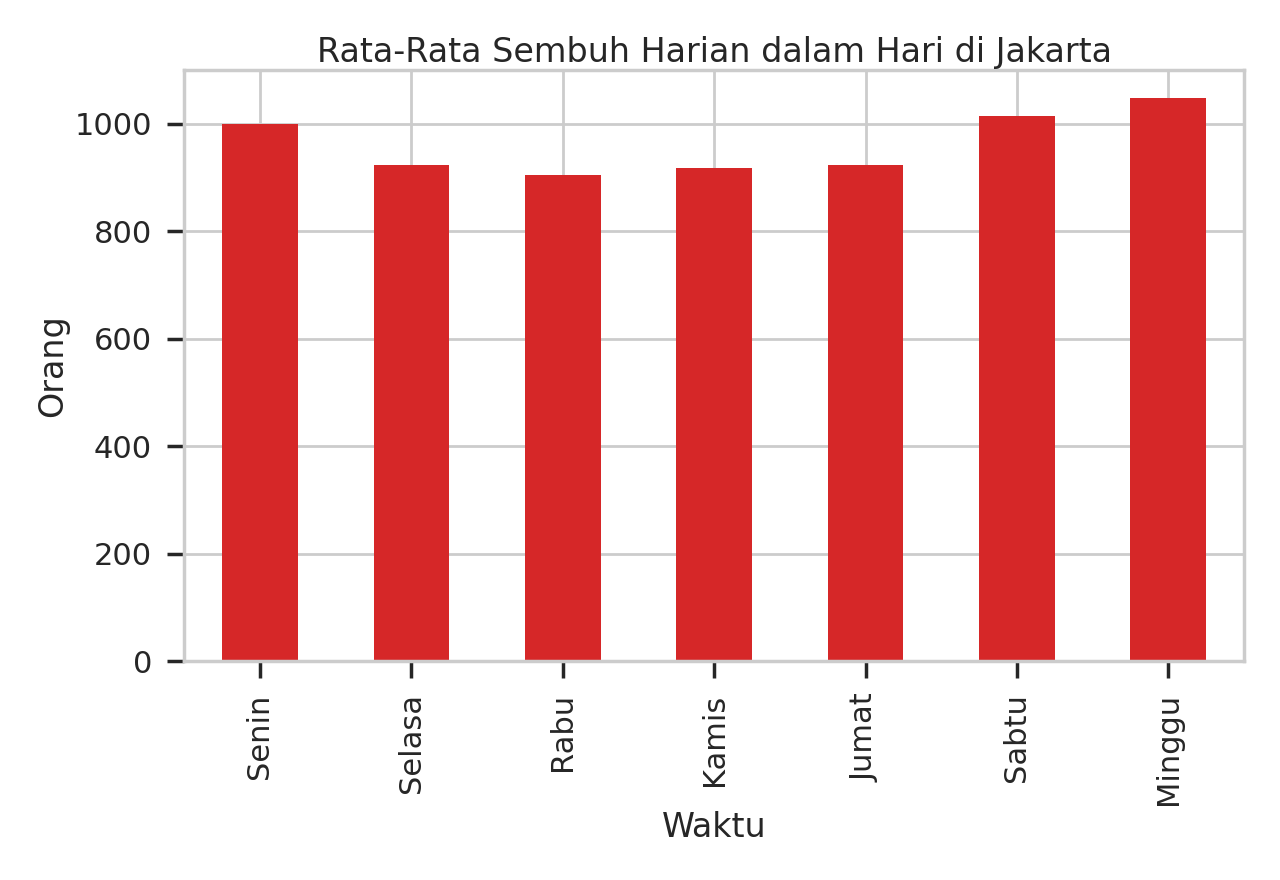 Rata-Rata Sembuh Harian dalam Hari di Jakarta
1000
800
600
400
200
0
Orang
Senin
Selasa
Rabu
Kamis
Jumat
Sabtu
Minggu
Waktu